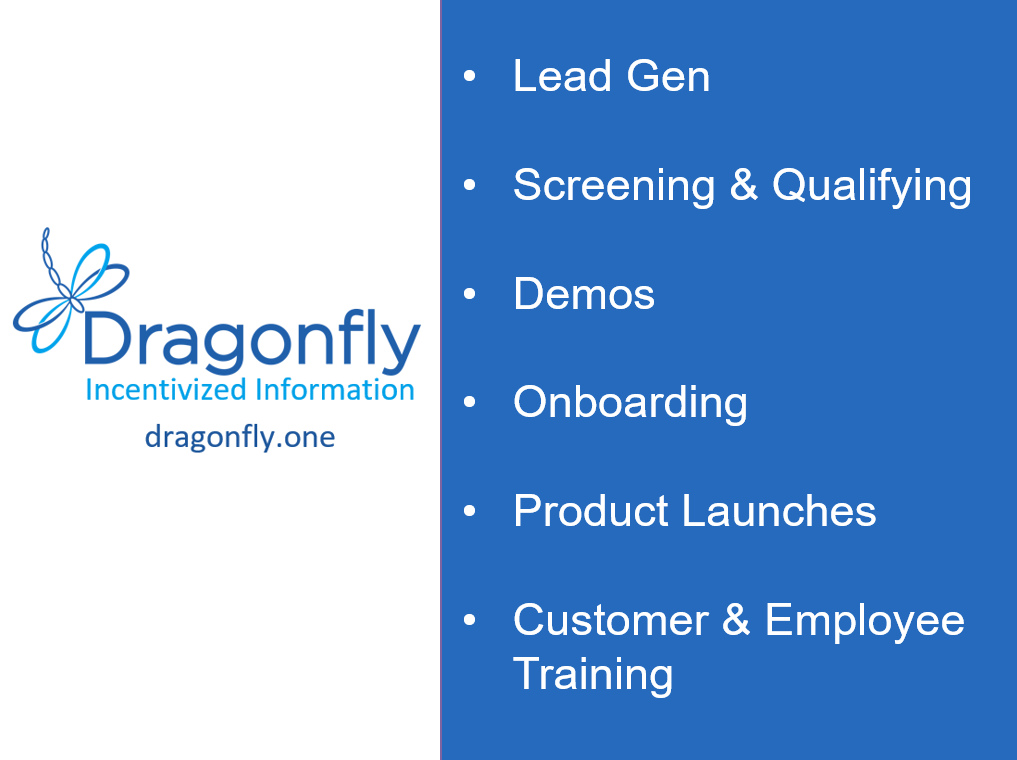 Dragonfly
Incentivized Information
dragonfly.one
• Lead Gen
• Screening & Qualifying
• Demos
• Onboarding
• Product Launches
• Customer & Employee
Training